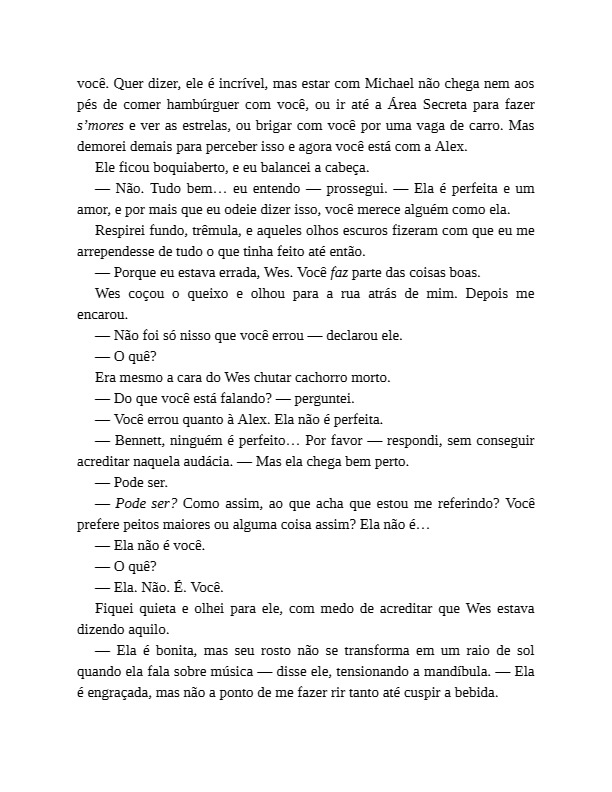 você. Quer dizer, ele é incrível, mas estar com Michael não chega nem aos
pés de comer hambúrguer com você, ou ir até a Área Secreta para fazer
s’mores e ver as estrelas, ou brigar com você por uma vaga de carro. Mas
demorei demais para perceber isso e agora você está com a Alex.
Ele ficou boquiaberto, e eu balancei a cabeça.
— Não. Tudo bem… eu entendo — prossegui. — Ela é perfeita e um
amor, e por mais que eu odeie dizer isso, você merece alguém como ela.
Respirei fundo, trêmula, e aqueles olhos escuros fizeram com que eu me
arrependesse de tudo o que tinha feito até então.
— Porque eu estava errada, Wes. Você faz parte das coisas boas.
Wes coçou o queixo e olhou para a rua atrás de mim. Depois me
encarou.
— Não foi só nisso que você errou — declarou ele.
— O quê?
Era mesmo a cara do Wes chutar cachorro morto.
— Do que você está falando? — perguntei.
— Você errou quanto à Alex. Ela não é perfeita.
— Bennett, ninguém é perfeito… Por favor — respondi, sem conseguir
acreditar naquela audácia. — Mas ela chega bem perto.
— Pode ser.
— Pode ser? Como assim, ao que acha que estou me referindo? Você
prefere peitos maiores ou alguma coisa assim? Ela não é…
— Ela não é você.
— O quê?
— Ela. Não. É. Você.
Fiquei quieta e olhei para ele, com medo de acreditar que Wes estava
dizendo aquilo.
— Ela é bonita, mas seu rosto não se transforma em um raio de sol
quando ela fala sobre música — disse ele, tensionando a mandíbula. — Ela
é engraçada, mas não a ponto de me fazer rir tanto até cuspir a bebida.